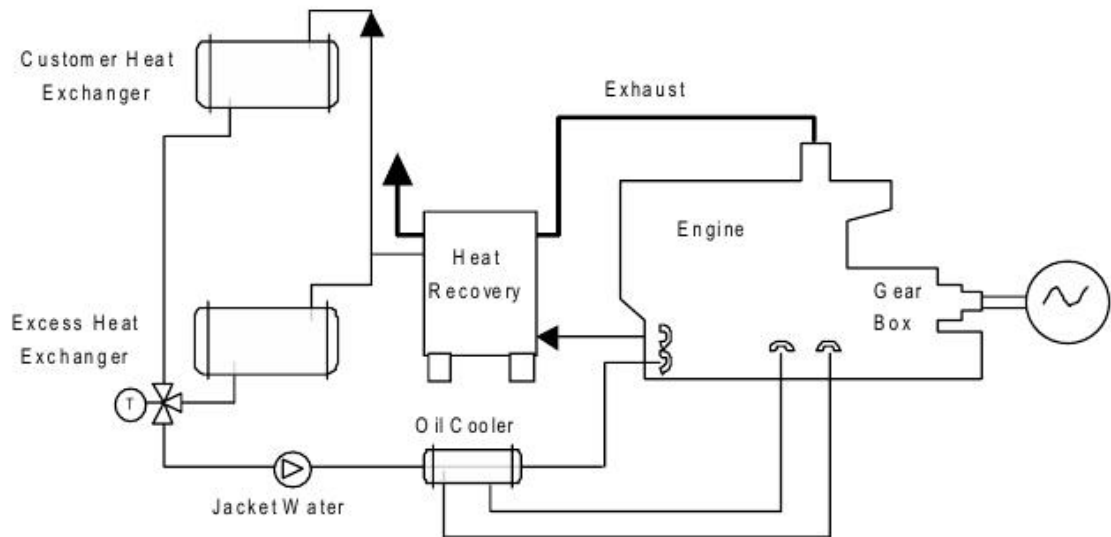 Customer Heat
Exchanger
Exhaust
Engine
Heat
Recovery
Gear
Box
Excess Heat
Exchanger
T
Oil Cooler
Jacket Water